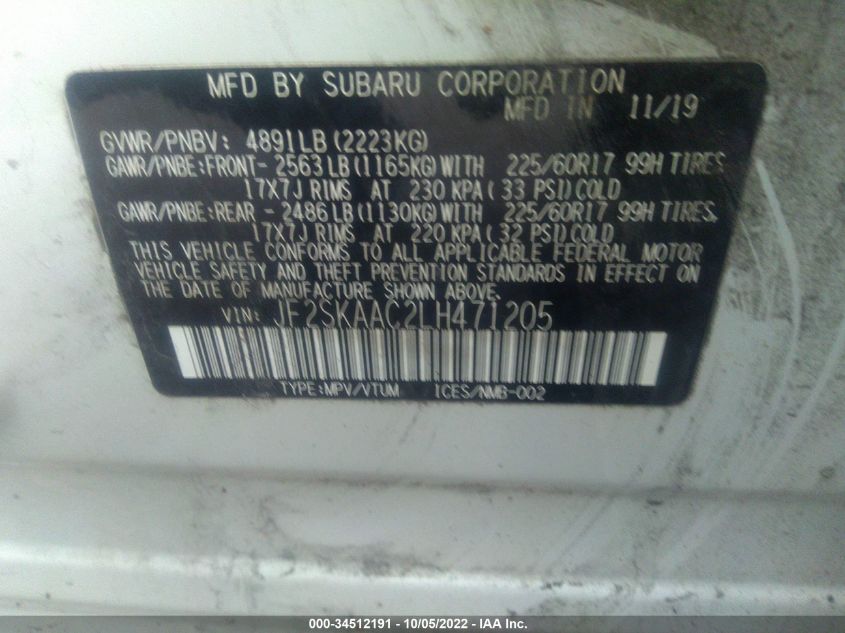 MFD BY SUBARU CORPORATION
MFD IN 11/19
GVWR/PNBV: 4891LB(2223KG)
GAWR/PNBE:FRONT-2563LB(1165KG)WITH 225/60R17 99H TIRES
17X7J RIMS AT 230 KPA(33 PSI)COLD
GAWR/PNBE:REAR -2486LB(1130KG)WITH 225/60R17 99H TIRES.
17X7J RIMS AT 220 KPA(32 PSI)COLD
THIS VEHICLE CONFORMS TO ALL APPLICABLE FEDERAL MOTOR
VEHICLE SAFETY AND THEFT PREVENTION STANDARDS IN EFFECT ON
THE DATE OF MANUFACTURE SHOWN ABOVE.
VIN: JF2SKAAC2LH471205
TYPE:MPV/VTUM ICES/NMB-002
000-34512191 - 10/05/2022 - IAA Inc.